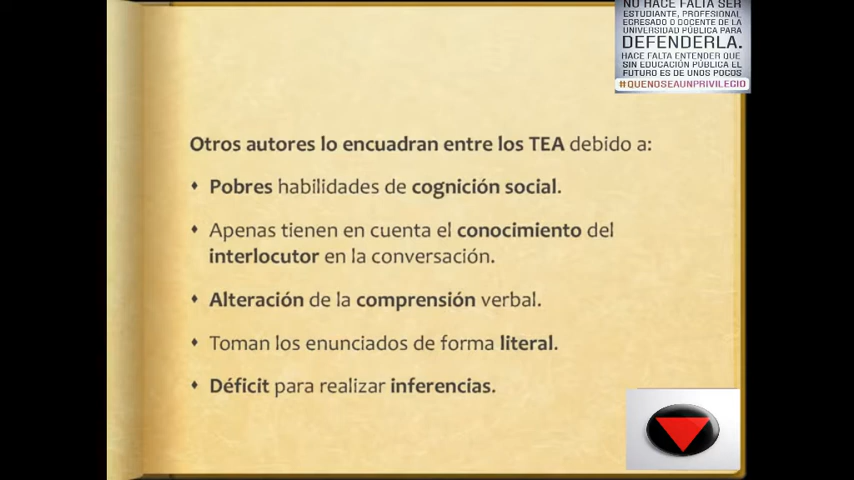 NO HACE FALTA SER
ESTUDIANTE, PROFESIONAL
EGRESADO O DOCENTE DE LA
UNIVERSIDAD PÚBLICA PARA
DEFENDERLA.
HACE FALTA ENTENDER QUE
SIN EDUCACIÓN PÚBLICA EL
FUTURO ES DE UNOS POCOS
#QUENOSEAUNPRIVILEGIO
Otros autores lo encuadran entre los TEA debido a:
Pobres habilidades de cognición social.
Apenas tienen en cuenta el conocimiento del
interlocutor en la conversación.
Alteración de la comprensión verbal.
Toman los enunciados de forma literal.
Déficit para realizar inferencias.